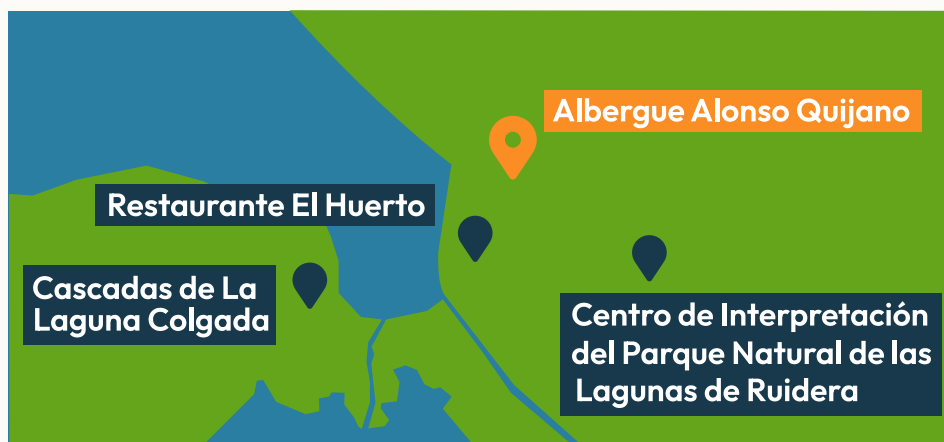 Albergue Alonso Quijano
Restaurante El Huerto
Cascadas de La
Laguna Colgada
Centro de Interpretación
del Parque Natural de las
Lagunas de Ruidera